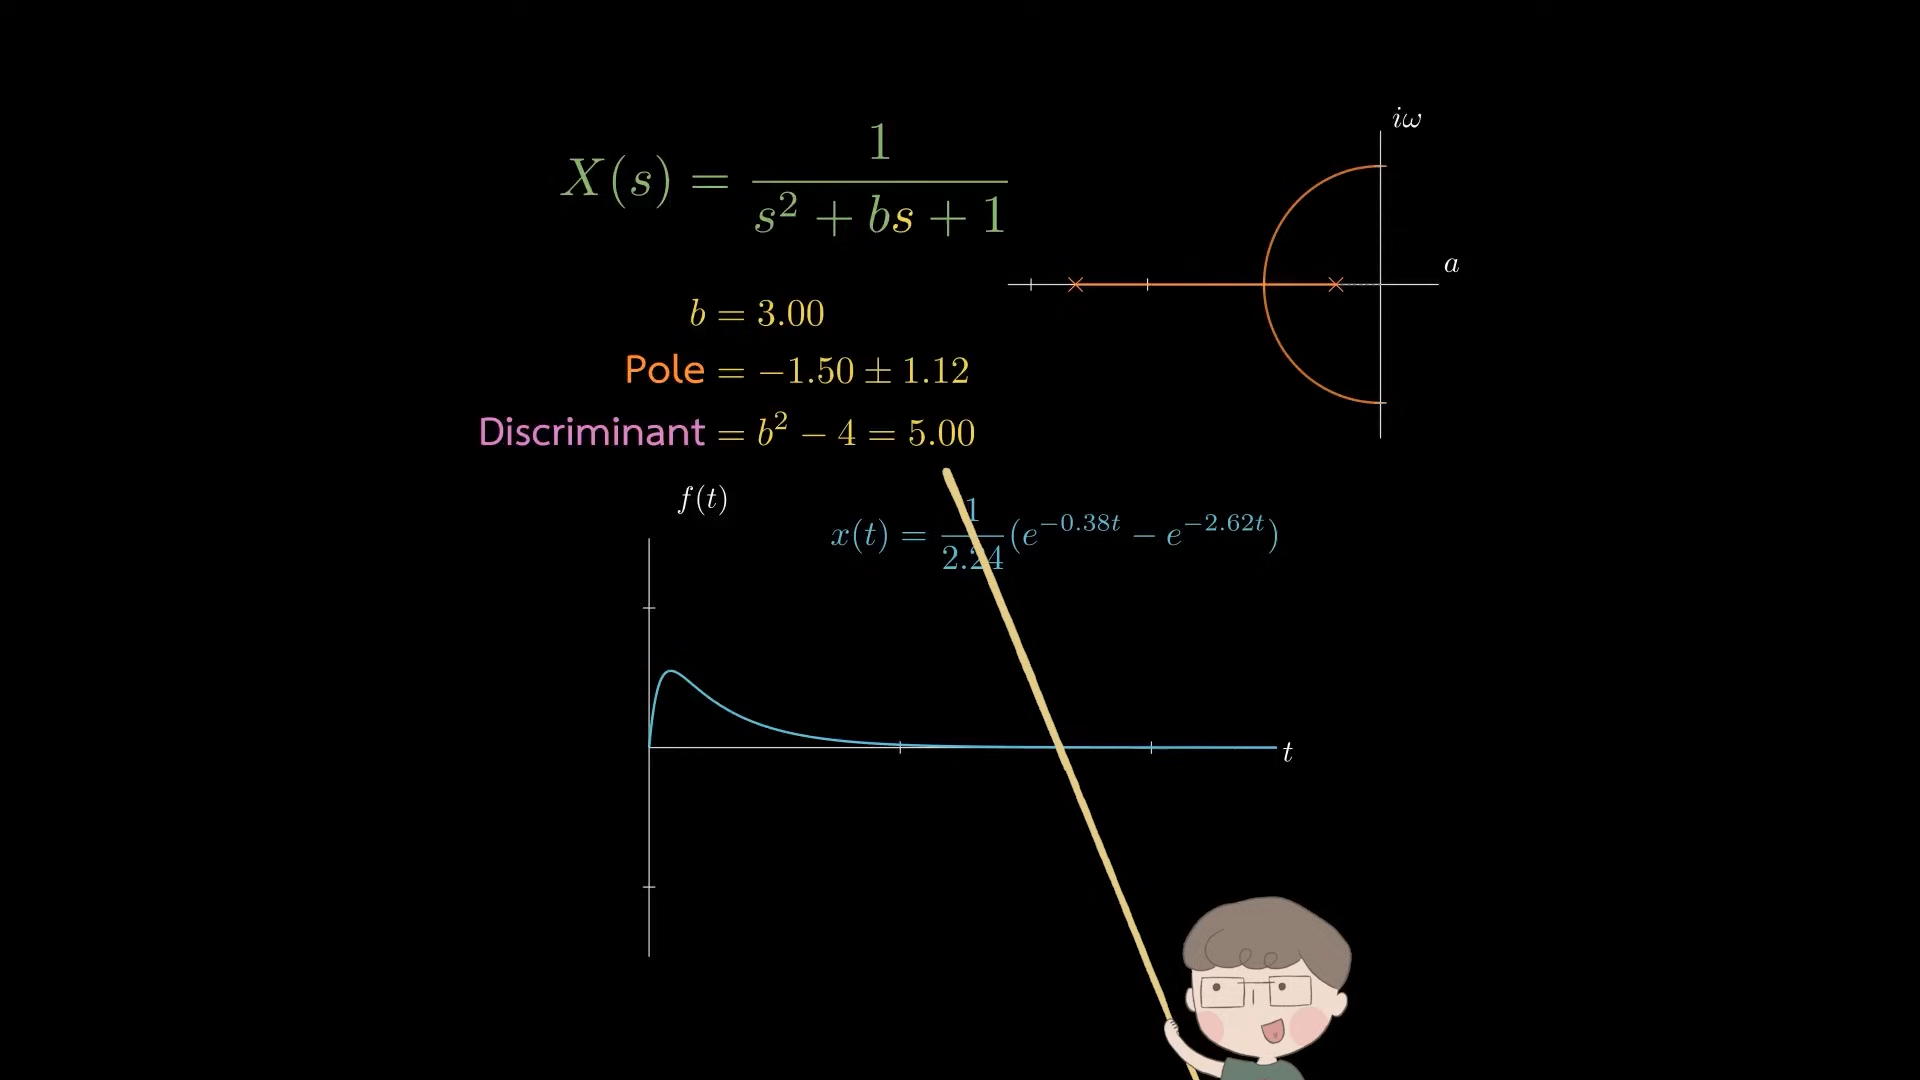 X(s) = 1 / (s² + bs + 1)
iω
a
b = 3.00
Pole = −1.50 ± 1.12
Discriminant = b² − 4 = 5.00
f(t)
x(t) = 1/2.24 (e^{−0.38t} − e^{−2.62t})
t